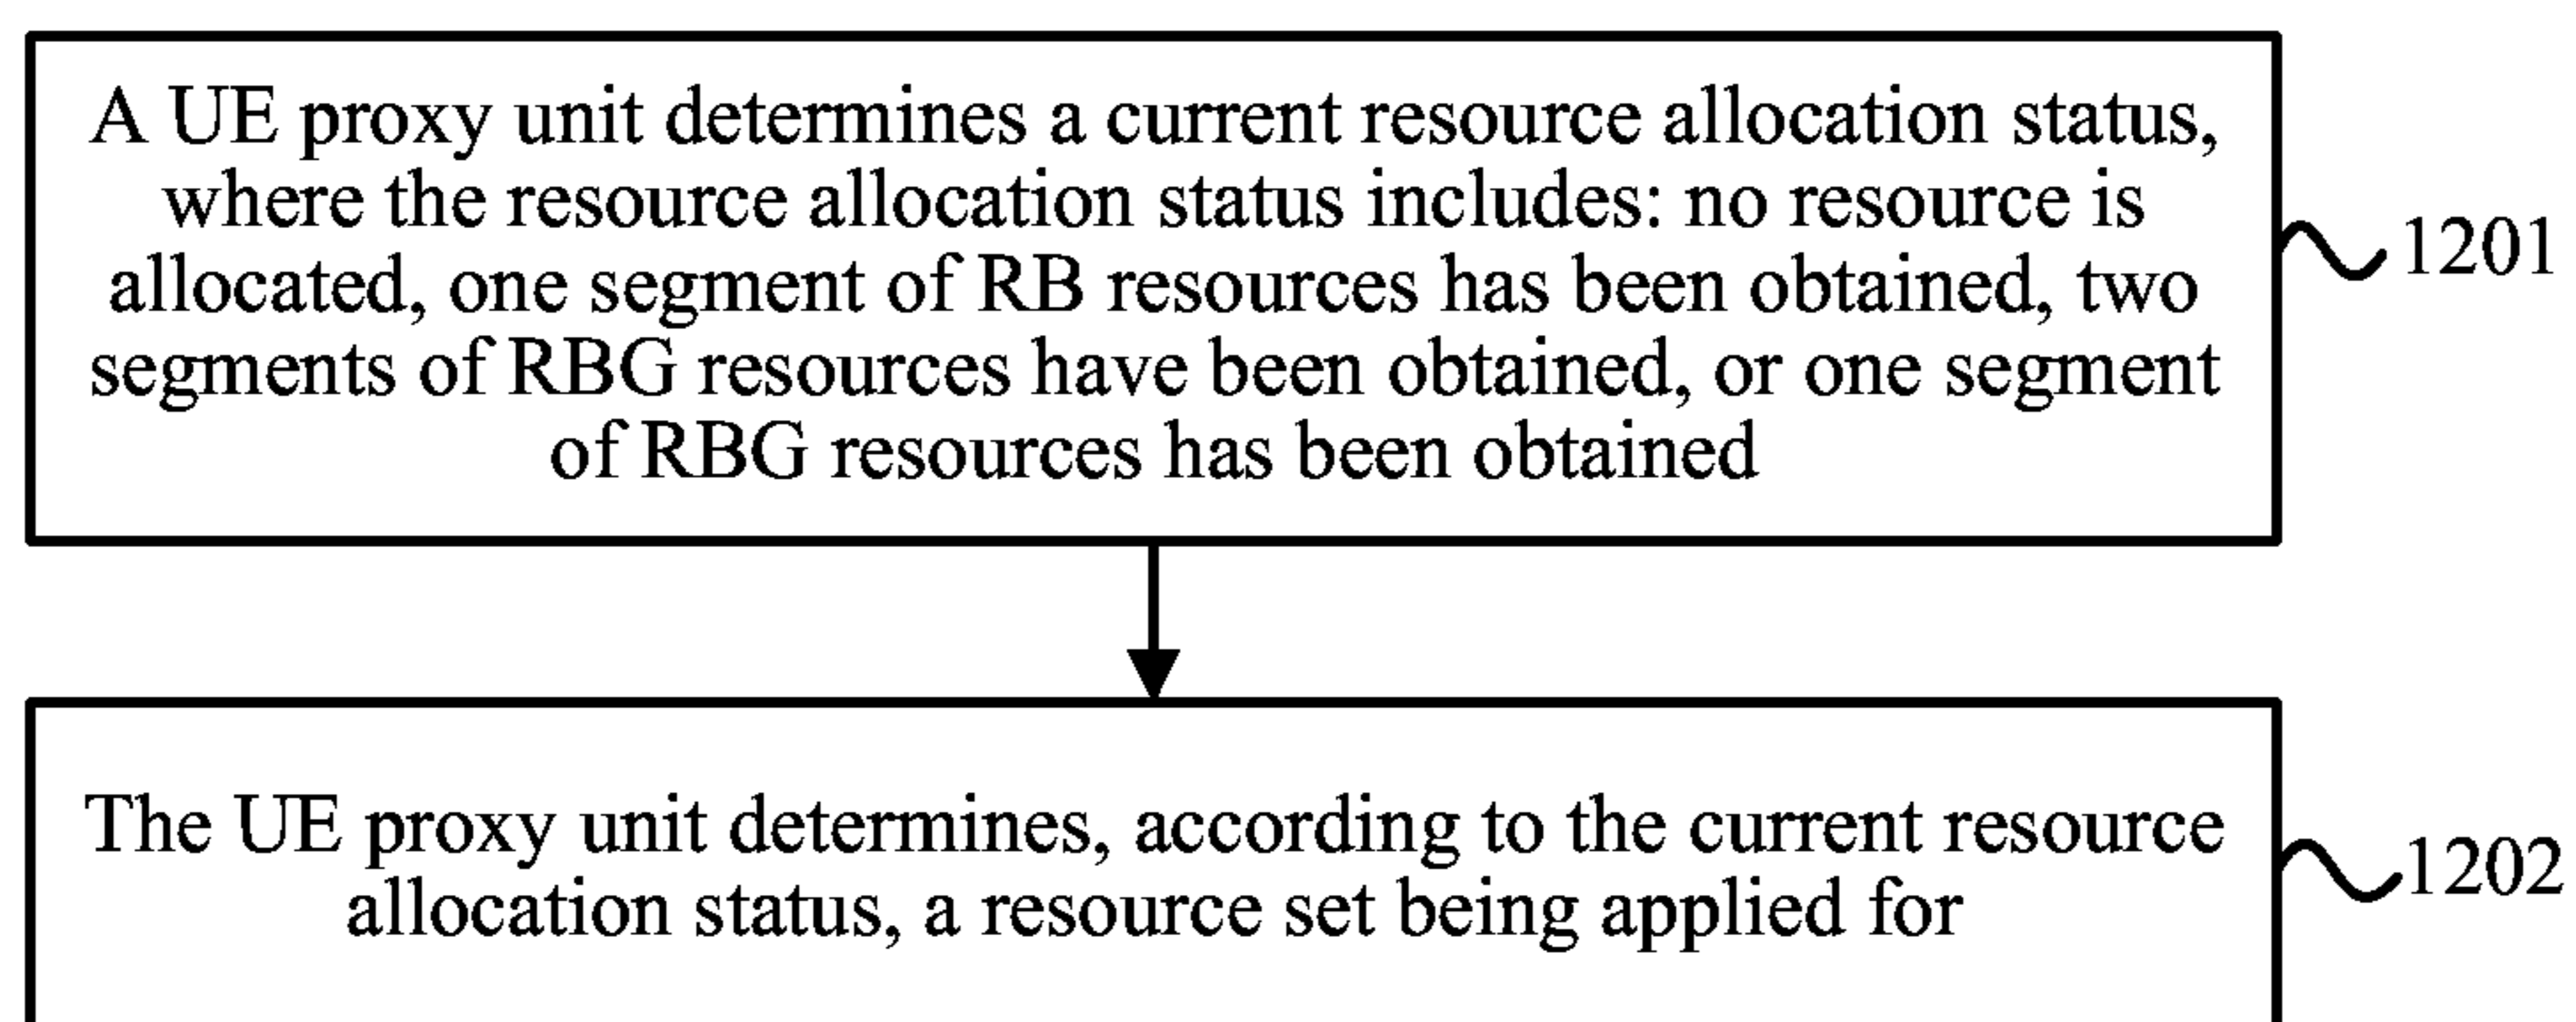 A UE proxy unit determines a current resource allocation status,
where the resource allocation status includes: no resource is
allocated, one segment of RB resources has been obtained, two
segments of RBG resources have been obtained, or one segment
of RBG resources has been obtained
1201
The UE proxy unit determines, according to the current resource
allocation status, a resource set being applied for
1202